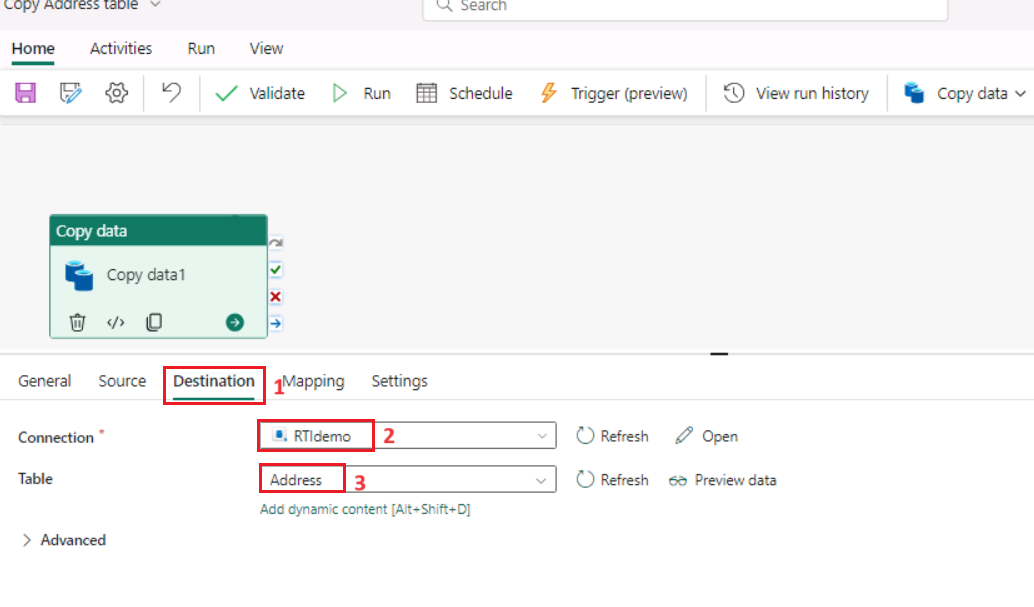 Copy Address table
Search
Home Activities Run View
Validate Run Schedule Trigger (preview) View run history Copy data
Copy data
Copy data1
General Source Destination 1 Mapping Settings
Connection * RTIdemo 2 Refresh Open
Table Address 3 Refresh Preview data
Add dynamic content [Alt+Shift+D]
Advanced